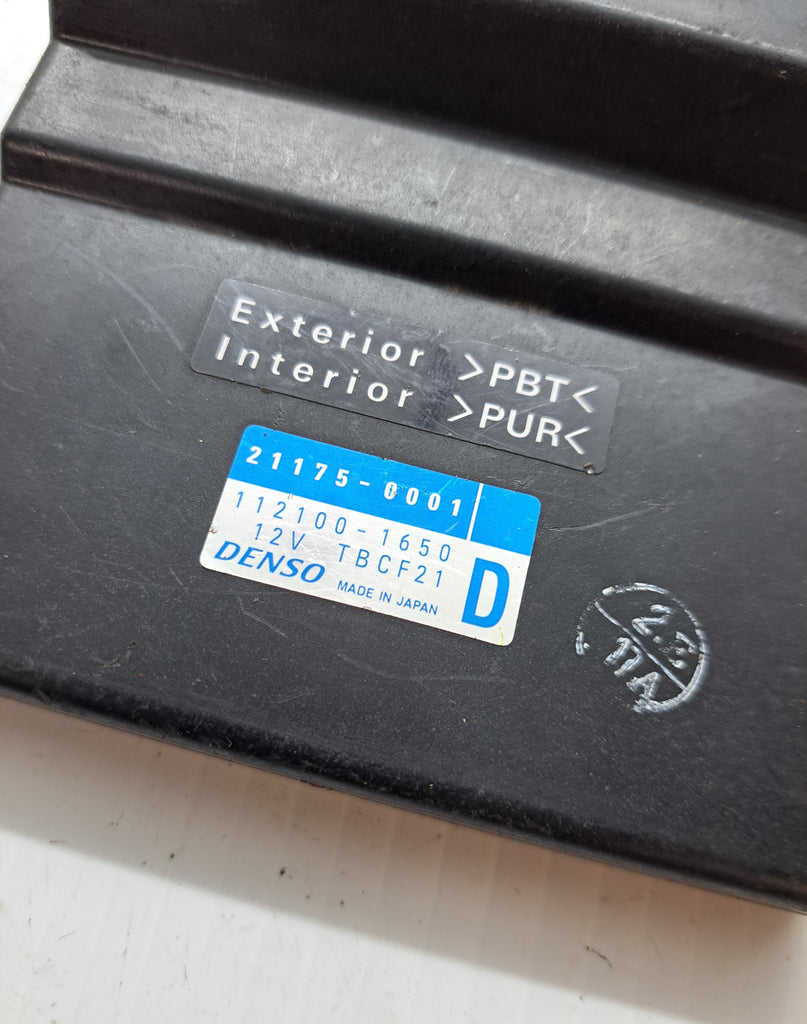 Exterior >PBT<
Interior >PUR<
21175-0001
112100-1650
12V TBCF21
DENSO MADE IN JAPAN
D